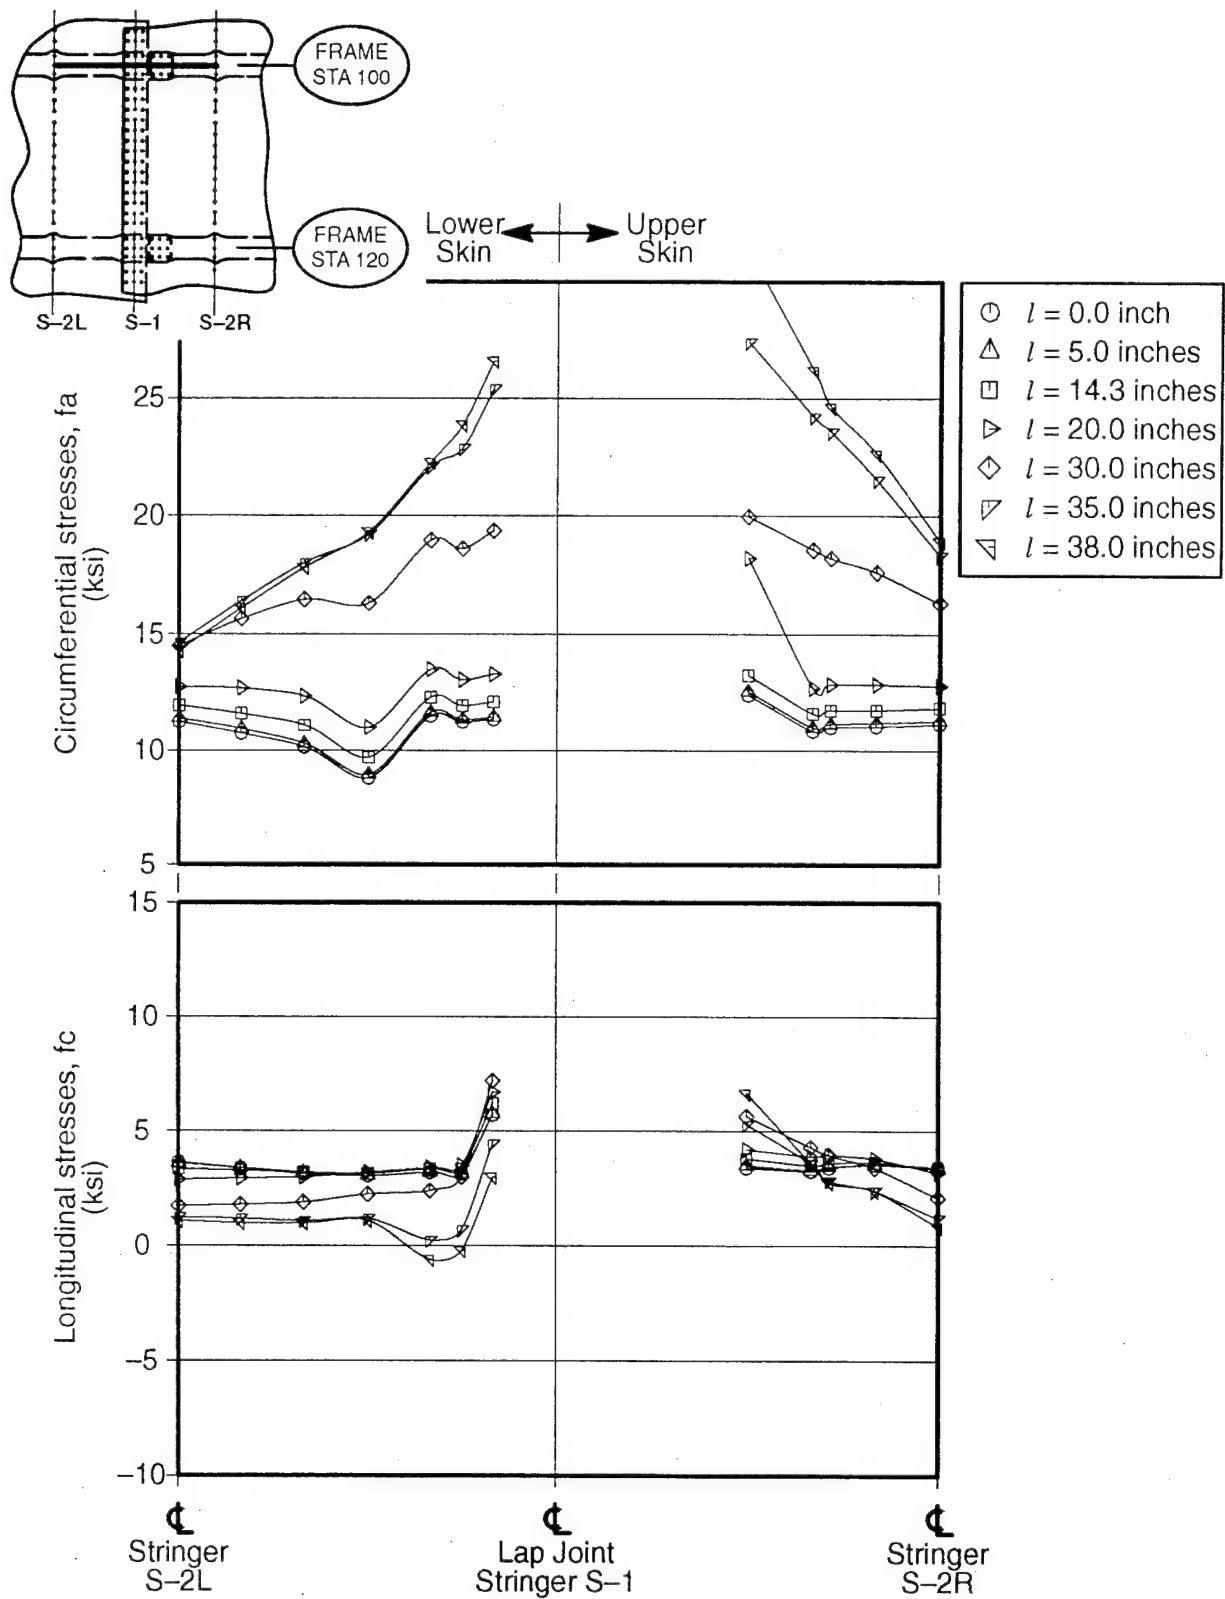 FRAME
STA 100
FRAME
STA 120
S–2L
S–1
S–2R
Lower
Skin
Upper
Skin
l = 0.0 inch
l = 5.0 inches
l = 14.3 inches
l = 20.0 inches
l = 30.0 inches
l = 35.0 inches
l = 38.0 inches
Circumferential stresses, fa
(ksi)
25
20
15
10
5
Longitudinal stresses, fc
(ksi)
15
10
5
0
–5
–10
℄
Stringer
S–2L
℄
Lap Joint
Stringer S–1
℄
Stringer
S–2R